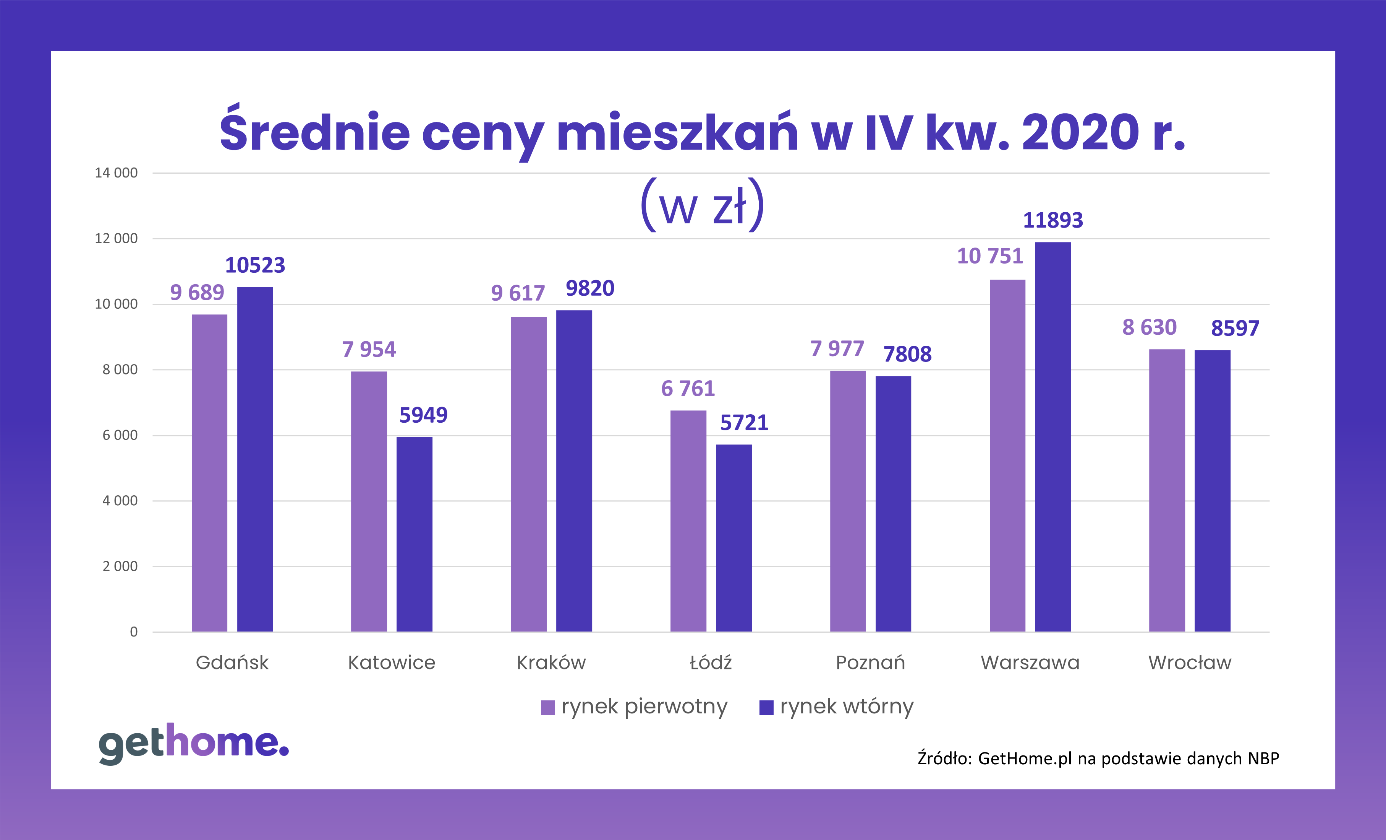 Średnie ceny mieszkań w IV kw. 2020 r.
(w zł)
14 000
12 000
10 000
8 000
6 000
4 000
2 000
0
9 689
10523
7 954
5949
9 617
9820
6 761
5721
7 977
7808
10 751
11893
8 630
8597
Gdańsk
Katowice
Kraków
Łódź
Poznań
Warszawa
Wrocław
rynek pierwotny
rynek wtórny
gethome.
Źródło: GetHome.pl na podstawie danych NBP